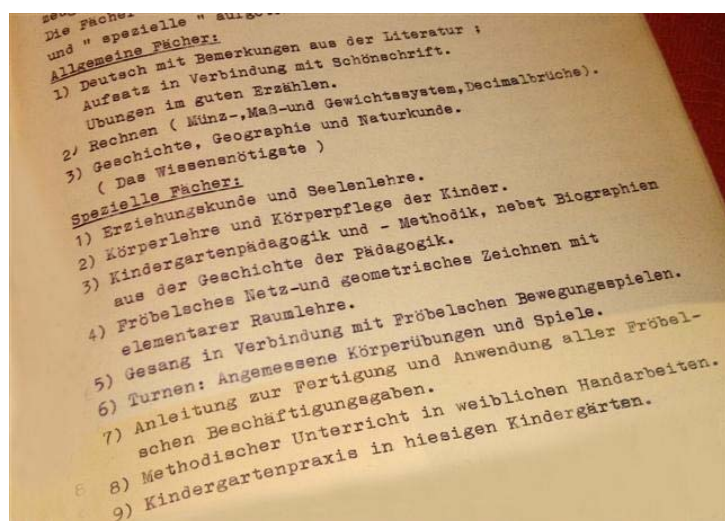 Die Fächer
und " spezielle "
Allgemeine Fächer:
1) Deutsch mit Bemerkungen aus der Literatur ;
Aufsatz in Verbindung mit Schönschrift.
Übungen im guten Erzählen.
2) Rechnen ( Münz-,Maß-und Gewichtssystem,Decimalbrüche).
3) Geschichte, Geographie und Naturkunde.
( Das Wissensnötigste )
Spezielle Fächer:
1) Erziehungskunde und Seelenlehre.
2) Körperlehre und Körperpflege der Kinder.
3) Kindergartenpädagogik und - Methodik, nebst Biographien
aus der Geschichte der Pädagogik.
4) Fröbelsches Netz-und geometrisches Zeichnen mit
elementarer Raumlehre.
5) Gesang in Verbindung mit Fröbelschen Bewegungsspielen.
6) Turnen: Angemessene Körperübungen und Spiele.
7) Anleitung zur Fertigung und Anwendung aller Fröbel-
schen Beschäftigungsgaben.
8) Methodischer Unterricht in weiblichen Handarbeiten.
9) Kindergartenpraxis in hiesigen Kindergärten.